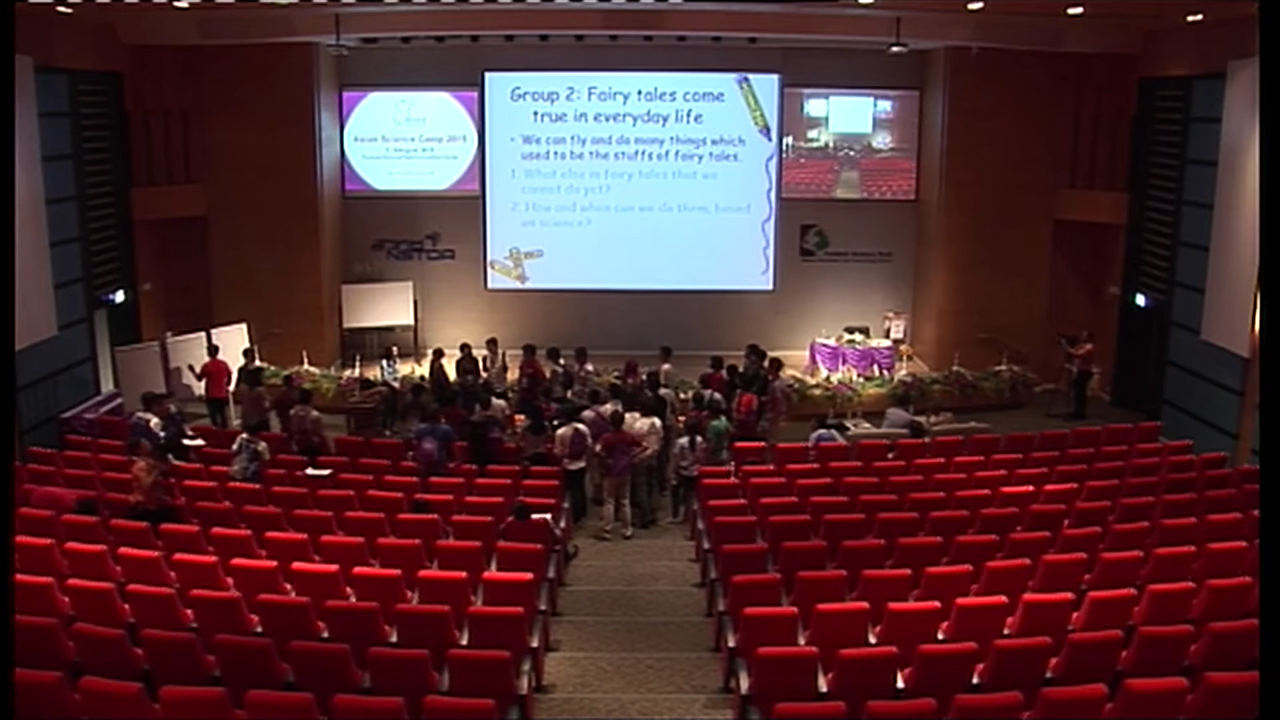 Asian Science Camp 2015
Group 2: Fairy tales come
true in everyday life
• We can fly and do many things which
used to be the stuffs of fairy tales.
1. What else in fairy tales that we
cannot do yet?
2. How and when can we do them, based
on science?
NSTDA